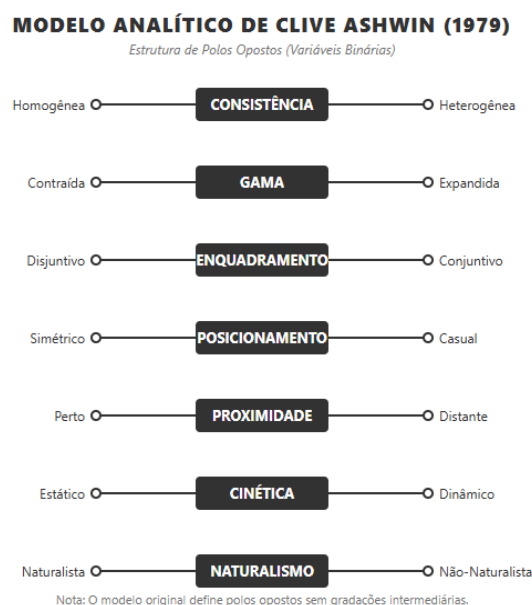 MODELO ANALÍTICO DE CLIVE ASHWIN (1979)
Estrutura de Polos Opostos (Variáveis Binárias)
Homogênea CONSISTÊNCIA Heterogênea
Contraída GAMA Expandida
Disjuntivo ENQUADRAMENTO Conjuntivo
Simétrico POSICIONAMENTO Casual
Perto PROXIMIDADE Distante
Estático CINÉTICA Dinâmico
Naturalista NATURALISMO Não-Naturalista
Nota: O modelo original define polos opostos sem gradações intermediárias.